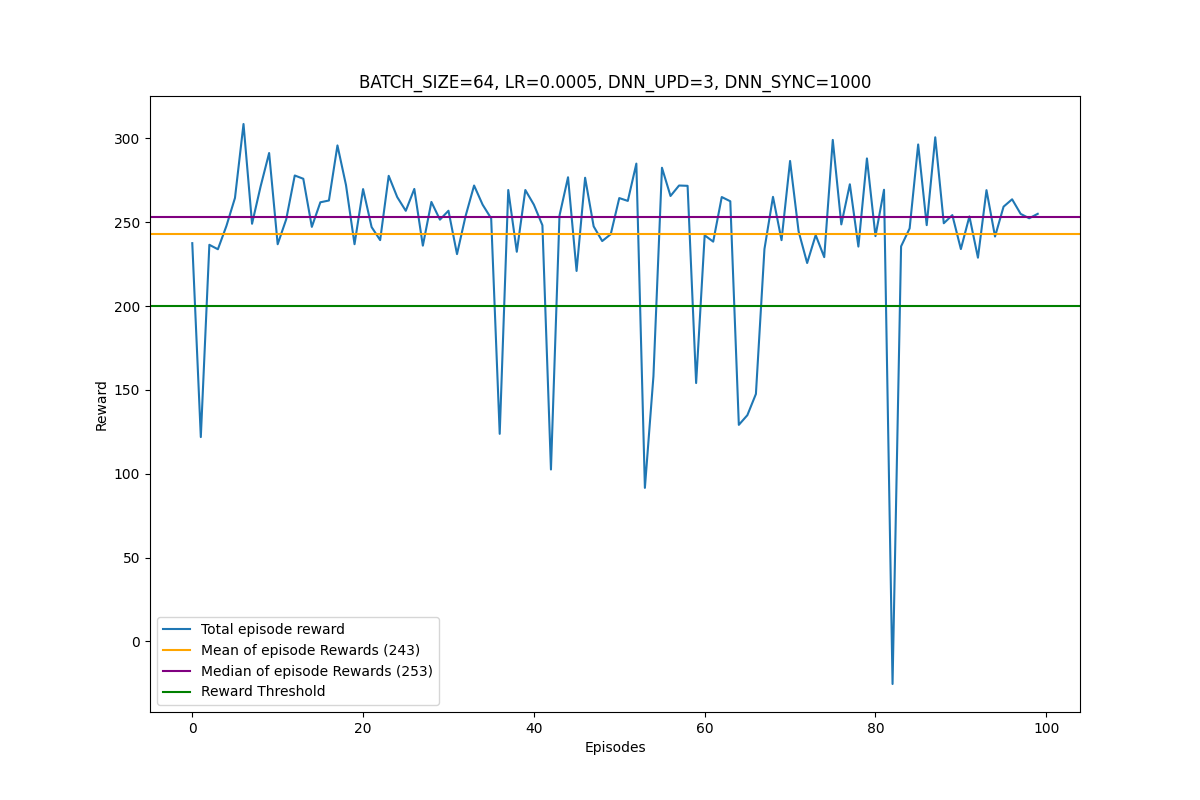 BATCH_SIZE=64, LR=0.0005, DNN_UPD=3, DNN_SYNC=1000
300
250
200
150
100
50
0
Reward
Total episode reward
Mean of episode Rewards (243)
Median of episode Rewards (253)
Reward Threshold
0 20 40 60 80 100
Episodes